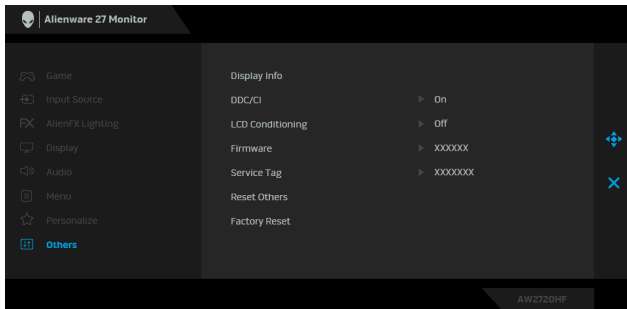 Alienware 27 Monitor
Game
Input Source
FX AlienFX Lighting
Display
Audio
Menu
Personalize
Others
Display Info
DDC/CI On
LCD Conditioning Off
Firmware XXXXXX
Service Tag XXXXXXX
Reset Others
Factory Reset
AW2720HF